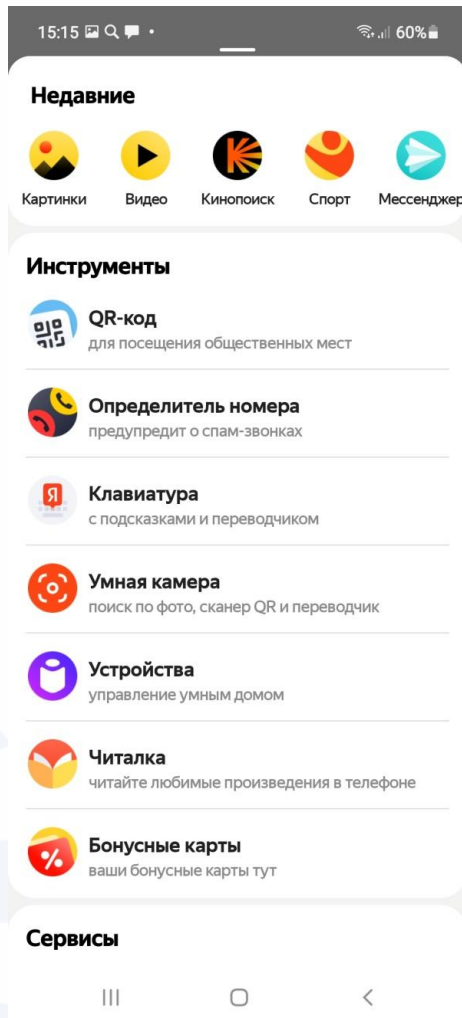 15:15
60%
Недавние
Картинки Видео Кинопоиск Спорт Мессенджер
Инструменты
QR-код
для посещения общественных мест
Определитель номера
предупредит о спам-звонках
Я
Клавиатура
с подсказками и переводчиком
Умная камера
поиск по фото, сканер QR и переводчик
Устройства
управление умным домом
Читалка
читайте любимые произведения в телефоне
%
Бонусные карты
ваши бонусные карты тут
Сервисы